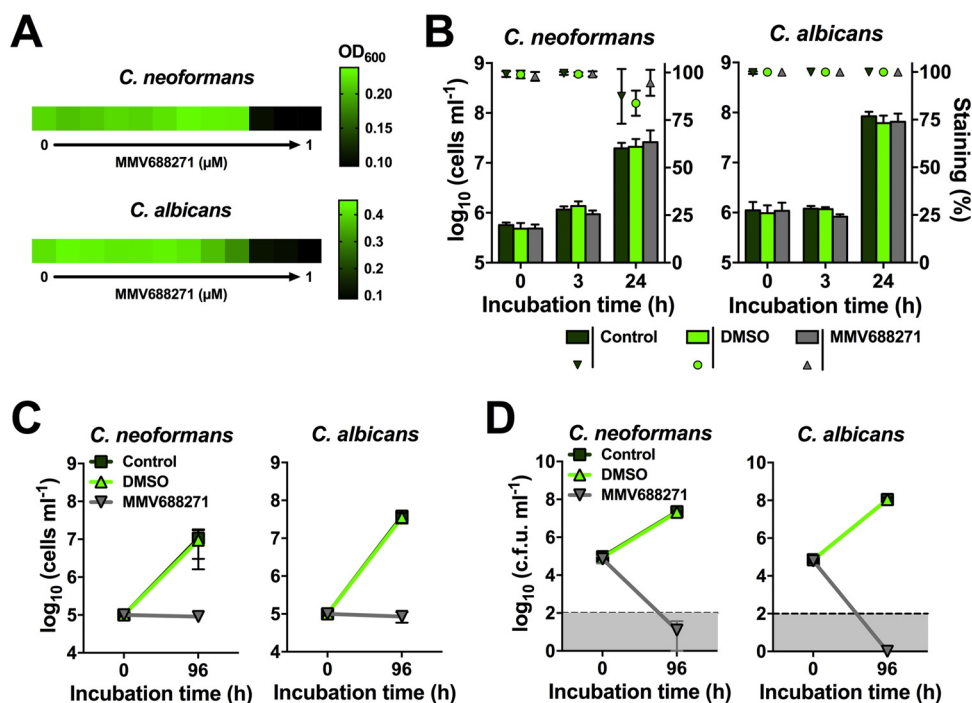 A
OD600
C. neoformans
0.20
0.15
0.10
0 1
MMV688271 (µM)
C. albicans
0.4
0.3
0.2
0.1
0 1
MMV688271 (µM)
B
C. neoformans
C. albicans
log10 (cells ml-1)
9
8
7
6
5
100
75
50
25
0
0 3 24
Incubation time (h)
9
8
7
6
5
100
75
50
25
0
Staining (%)
0 3 24
Incubation time (h)
Control DMSO MMV688271
C
C. neoformans
C. albicans
Control
DMSO
MMV688271
log10 (cells ml-1)
9
8
7
6
5
4
0 96
Incubation time (h)
9
8
7
6
5
4
0 96
Incubation time (h)
D
C. neoformans
C. albicans
Control
DMSO
MMV688271
log10 (c.f.u. ml-1)
10
8
6
4
2
0
0 96
Incubation time (h)
10
8
6
4
2
0
0 96
Incubation time (h)